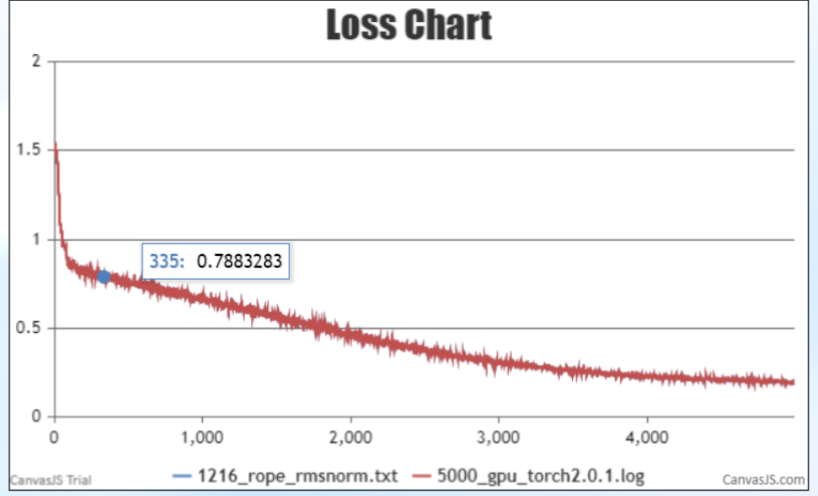 Loss Chart
2
1.5
1
335: 0.7883283
0.5
0
0 1,000 2,000 3,000 4,000
1216_rope_rmsnorm.txt 5000_gpu_torch2.0.1.log
CanvasJS Trial CanvasJS.com